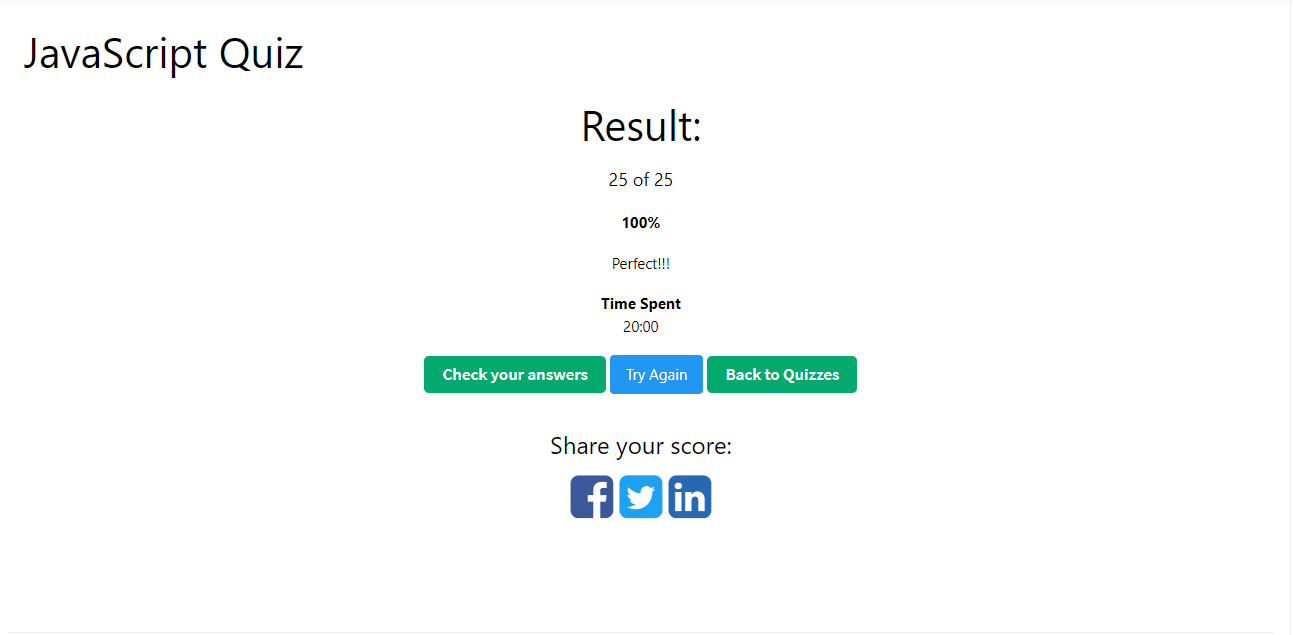 JavaScript Quiz
Result:
25 of 25
100%
Perfect!!!
Time Spent
20:00
Check your answers Try Again Back to Quizzes
Share your score:
f in